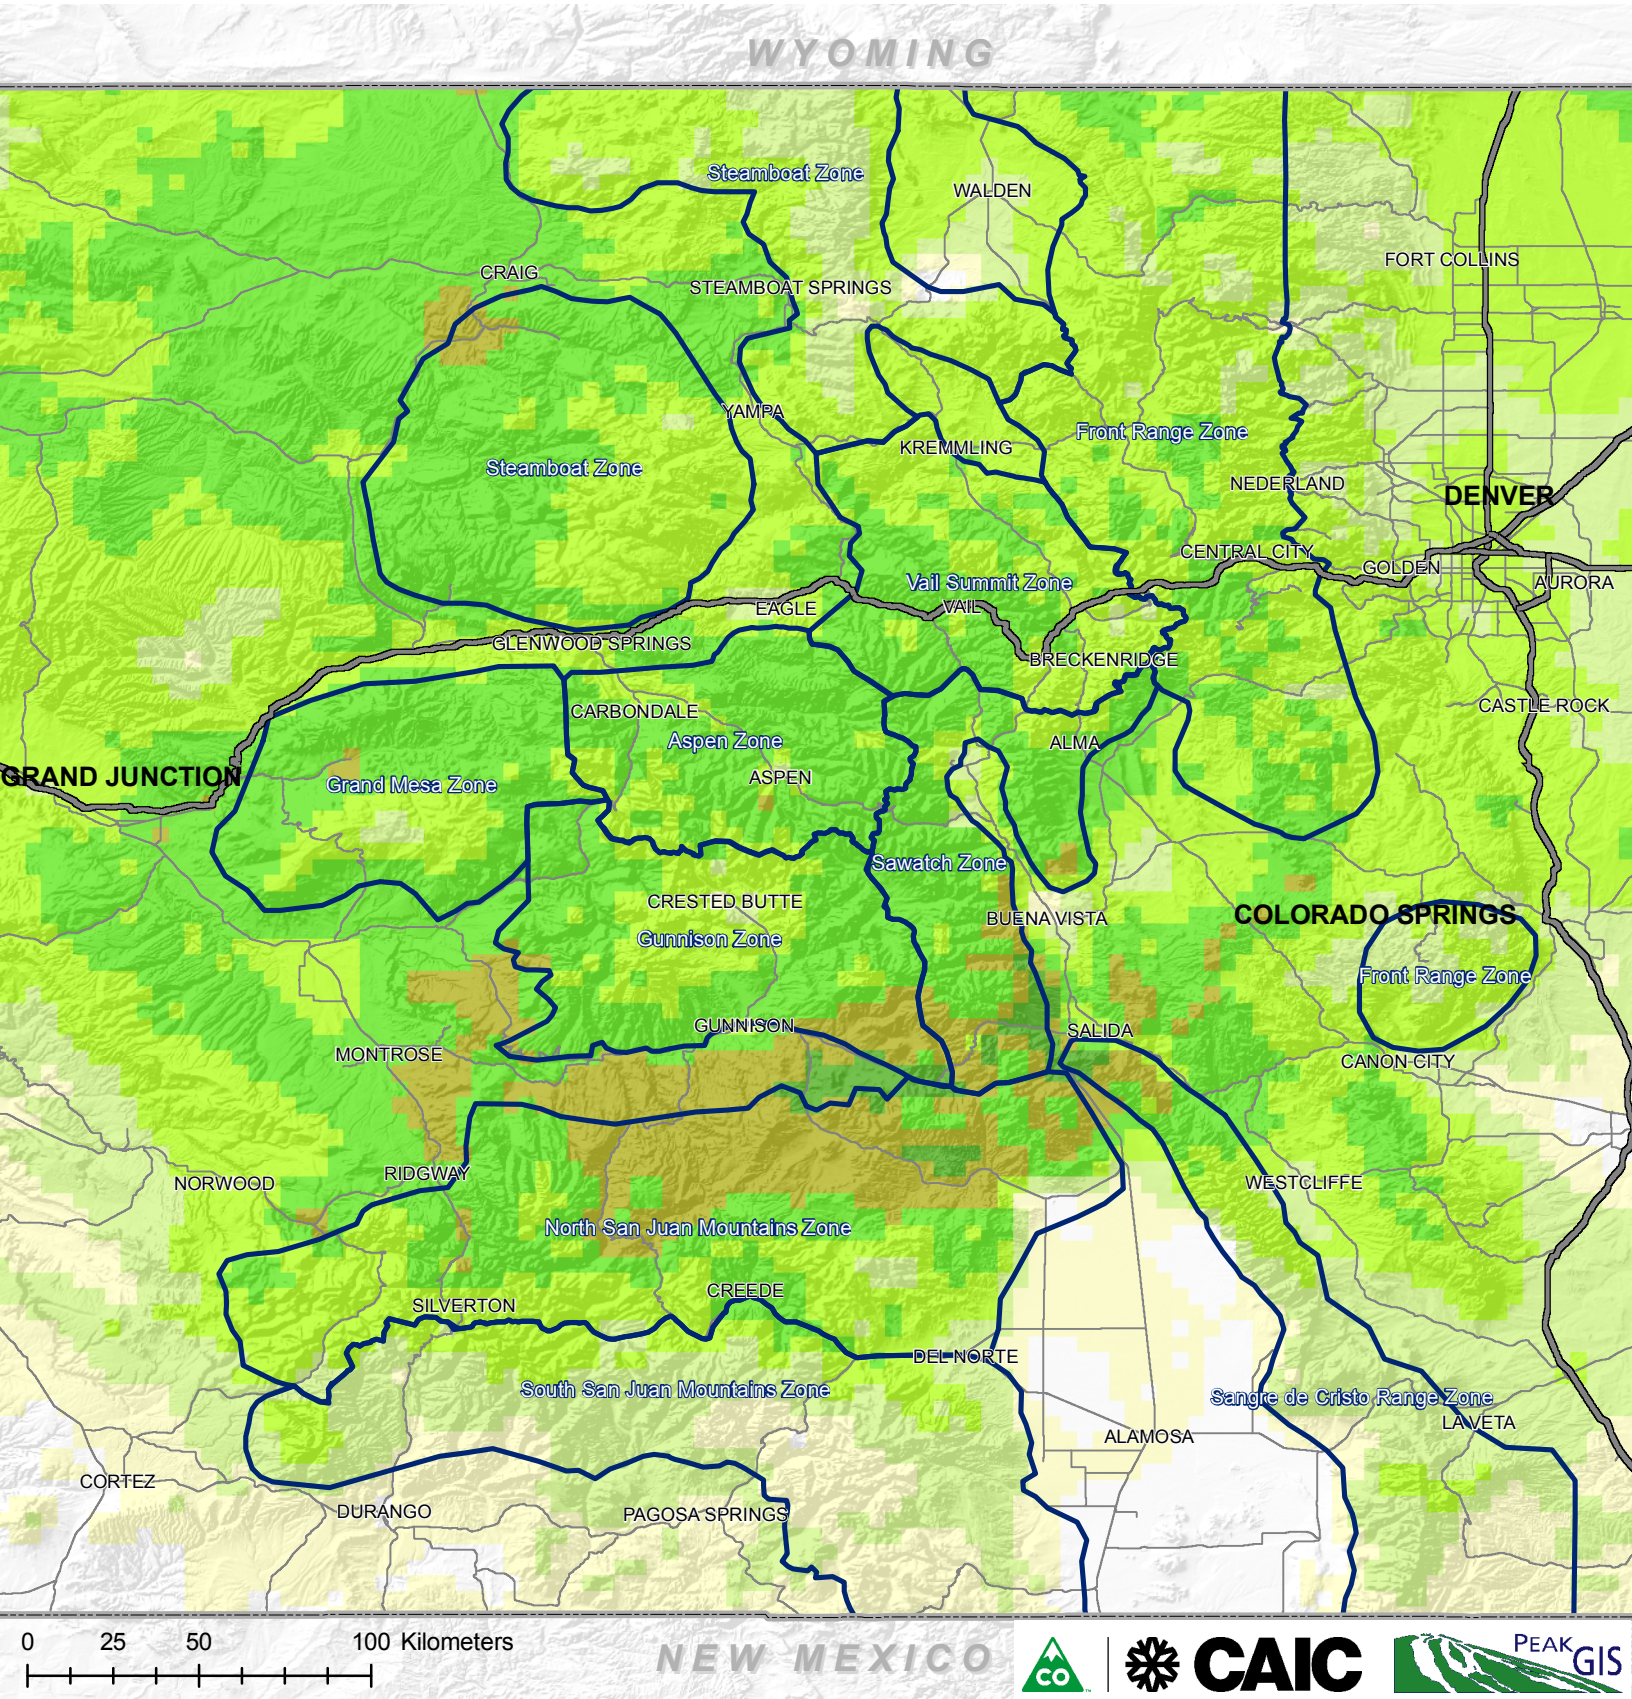 WYOMING
Steamboat Zone
WALDEN
FORT COLLINS
CRAIG
STEAMBOAT SPRINGS
YAMPA
Front Range Zone
KREMMLING
Steamboat Zone
NEDERLAND
DENVER
CENTRAL CITY
GOLDEN
AURORA
Vail Summit Zone
EAGLE
VAIL
GLENWOOD SPRINGS
BRECKENRIDGE
CARBONDALE
CASTLE ROCK
Aspen Zone
ALMA
GRAND JUNCTION
ASPEN
Grand Mesa Zone
Sawatch Zone
CRESTED BUTTE
BUENA VISTA
COLORADO SPRINGS
Gunnison Zone
Front Range Zone
GUNNISON
SALIDA
MONTROSE
CANON CITY
RIDGWAY
NORWOOD
WESTCLIFFE
North San Juan Mountains Zone
CREEDE
SILVERTON
DEL NORTE
South San Juan Mountains Zone
Sangre de Cristo Range Zone
LA VETA
ALAMOSA
CORTEZ
DURANGO
PAGOSA SPRINGS
0 25 50 100 Kilometers
NEW MEXICO
CO
TM
CAIC
PEAK
GIS